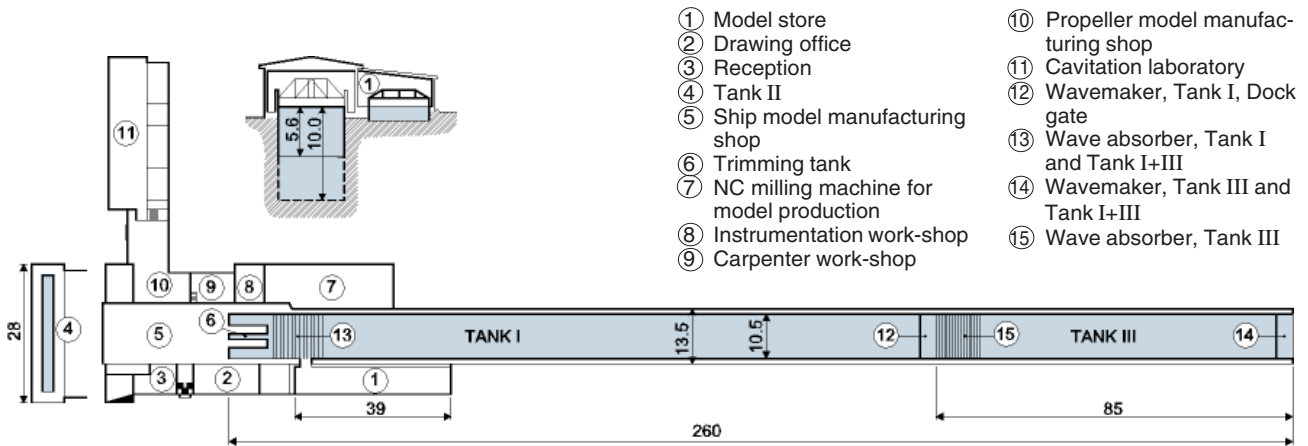 ① Model store
② Drawing office
③ Reception
④ Tank II
⑤ Ship model manufacturing
shop
⑥ Trimming tank
⑦ NC milling machine for
model production
⑧ Instrumentation work-shop
⑨ Carpenter work-shop
⑩ Propeller model manufac-
turing shop
⑪ Cavitation laboratory
⑫ Wavemaker, Tank I, Dock
gate
⑬ Wave absorber, Tank I
and Tank I+III
⑭ Wavemaker, Tank III and
Tank I+III
⑮ Wave absorber, Tank III
①
5.6
10.0
⑪
⑩
⑨
⑧
⑦
28
④
⑤
⑥
⑬
TANK I
13.5
10.5
⑫
⑮
TANK III
⑭
③
②
①
39
85
260